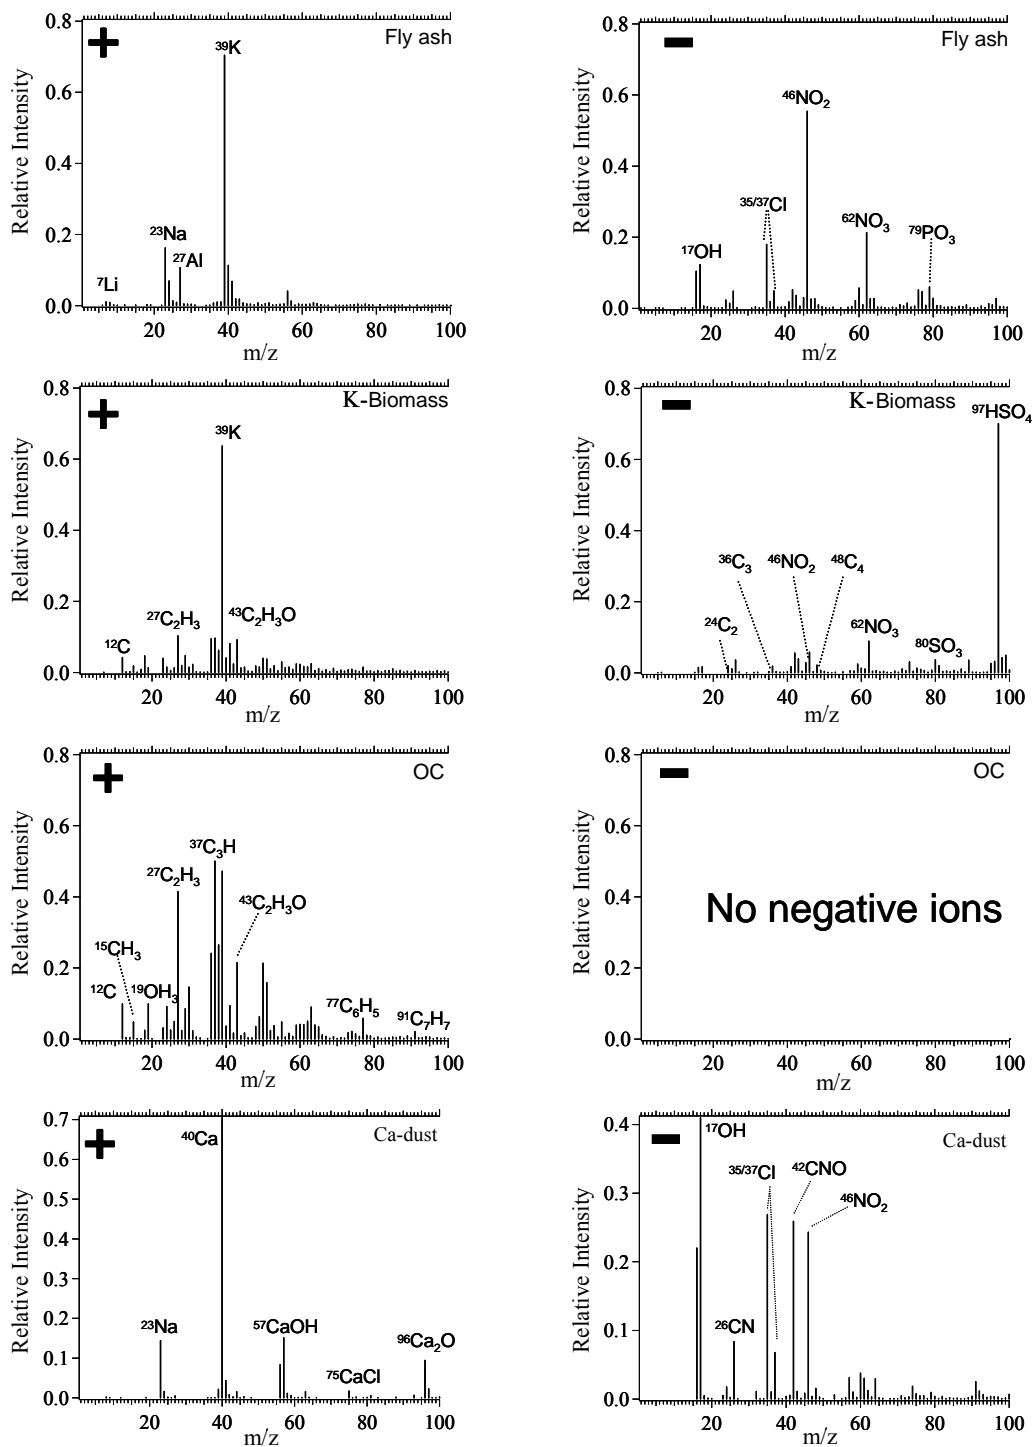 Fly ash
Relative Intensity
0.8
0.6
0.4
0.2
0.0
⁷Li
²³Na
²⁷Al
³⁹K
20 40 60 80 100
m/z
Fly ash
Relative Intensity
0.8
0.6
0.4
0.2
0.0
¹⁷OH
³⁵/³⁷Cl
⁴⁶NO₂
⁶²NO₃
⁷⁹PO₃
20 40 60 80 100
m/z
K-Biomass
Relative Intensity
0.8
0.6
0.4
0.2
0.0
¹²C
²⁷C₂H₃
³⁹K
⁴³C₂H₃O
20 40 60 80 100
m/z
K-Biomass
Relative Intensity
0.8
0.6
0.4
0.2
0.0
²⁴C₂
³⁶C₃
⁴⁶NO₂
⁴⁸C₄
⁶²NO₃
⁸⁰SO₃
⁹⁷HSO₄
20 40 60 80 100
m/z
OC
Relative Intensity
0.8
0.6
0.4
0.2
0.0
¹²C
¹⁵CH₃
¹⁹OH₃
²⁷C₂H₃
³⁷C₃H
⁴³C₂H₃O
⁷⁷C₆H₅
⁹¹C₇H₇
20 40 60 80 100
m/z
OC
Relative Intensity
0.8
0.6
0.4
0.2
0.0
No negative ions
20 40 60 80 100
m/z
Ca-dust
Relative Intensity
0.7
0.6
0.5
0.4
0.3
0.2
0.1
0.0
²³Na
⁴⁰Ca
⁵⁷CaOH
⁷⁵CaCl
⁹⁶Ca₂O
20 40 60 80 100
m/z
Ca-dust
Relative Intensity
0.4
0.3
0.2
0.1
0.0
¹⁷OH
²⁶CN
³⁵/³⁷Cl
⁴²CNO
⁴⁶NO₂
20 40 60 80 100
m/z